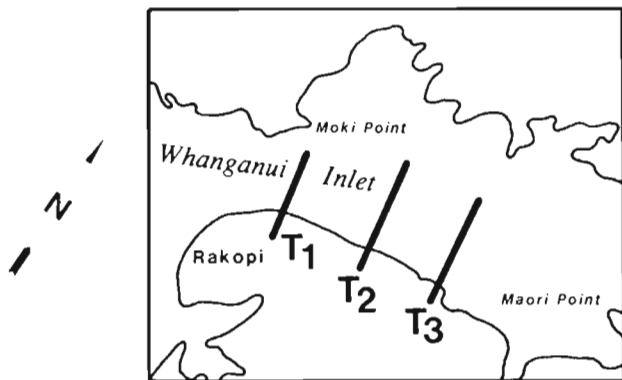 Moki Point
Whanganui Inlet
N
Rakopi
T1
T2
T3
Maori Point